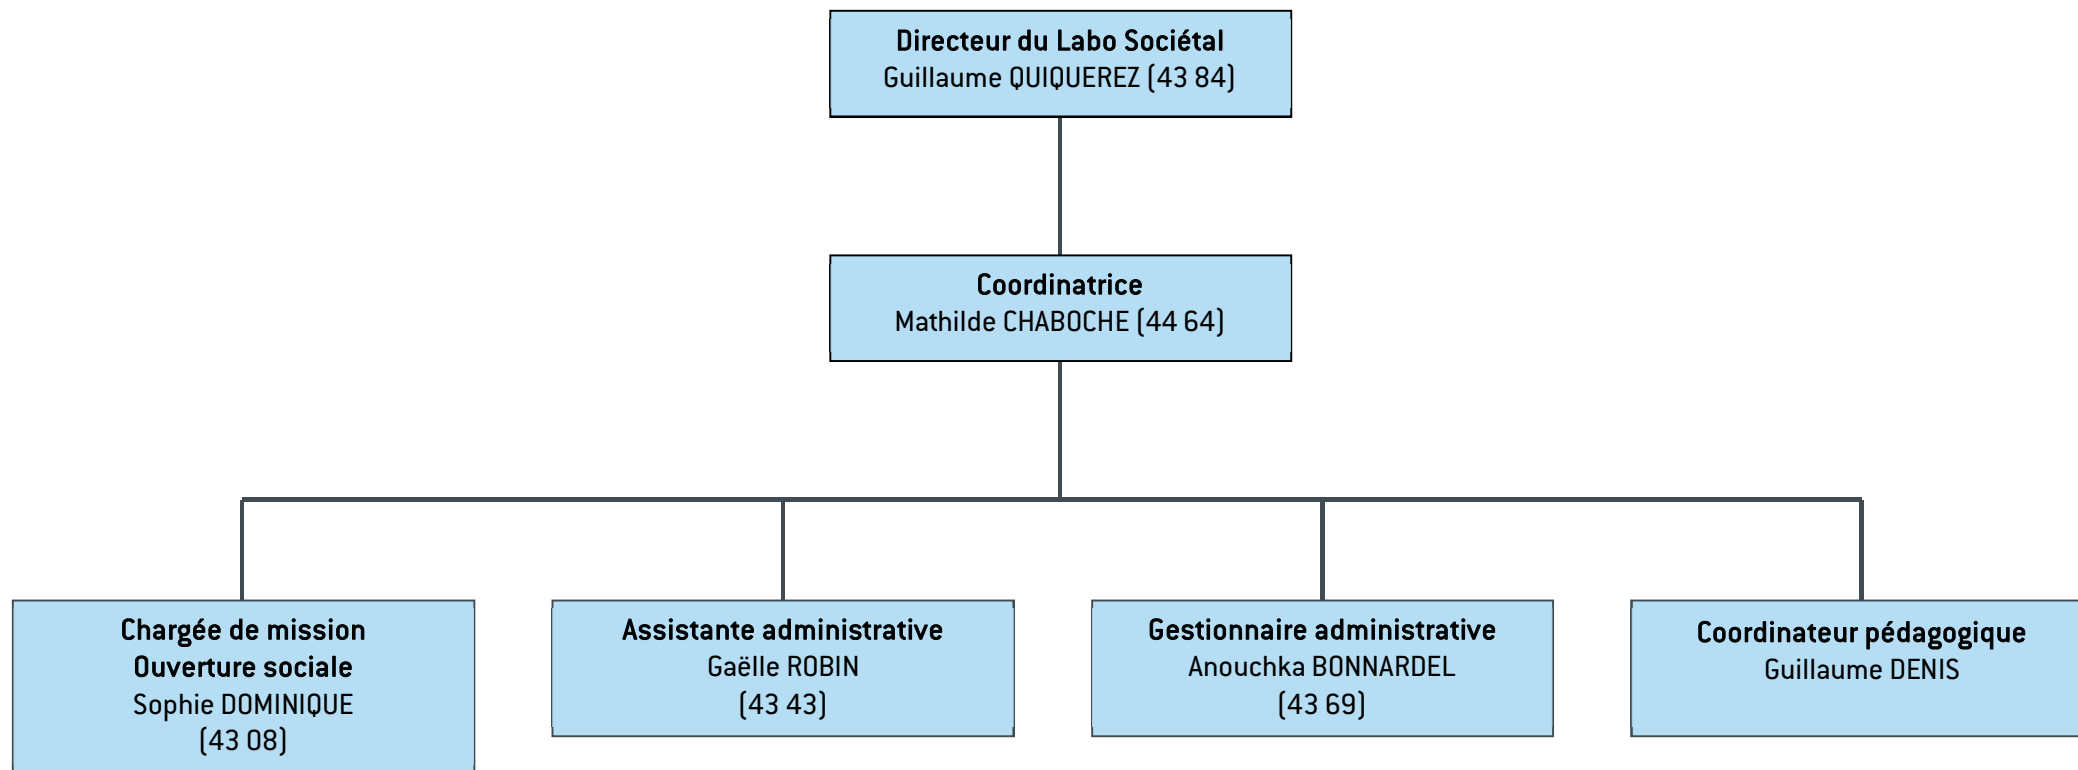 Directeur du Labo Sociétal
Guillaume QUIQUEREZ (43 84)
Coordinatrice
Mathilde CHABOCHE (44 64)
Chargée de mission
Ouverture sociale
Sophie DOMINIQUE
(43 08)
Assistante administrative
Gaëlle ROBIN
(43 43)
Gestionnaire administrative
Anouchka BONNARDEL
(43 69)
Coordinateur pédagogique
Guillaume DENIS